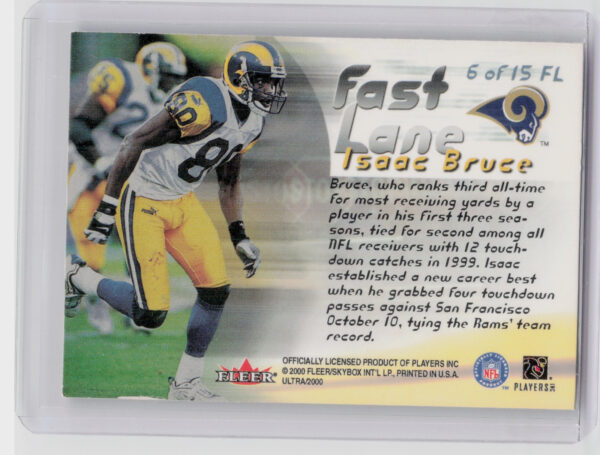 6 of 15 FL
Fast
Lane
Isaac Bruce
Bruce, who ranks third all-time
for most receiving yards by a
player in his first three sea-
sons, tied for second among all
NFL receivers with 12 touch-
down catches in 1999. Isaac
established a new career best
when he grabbed four touchdown
passes against San Francisco
October 10, tying the Rams' team
record.
80
FLEER
OFFICIALLY LICENSED PRODUCT OF PLAYERS INC
© 2000 FLEER/SKYBOX INT'L LP., PRINTED IN U.S.A.
ULTRA/2000
NFL
TM
PLAYERS INC